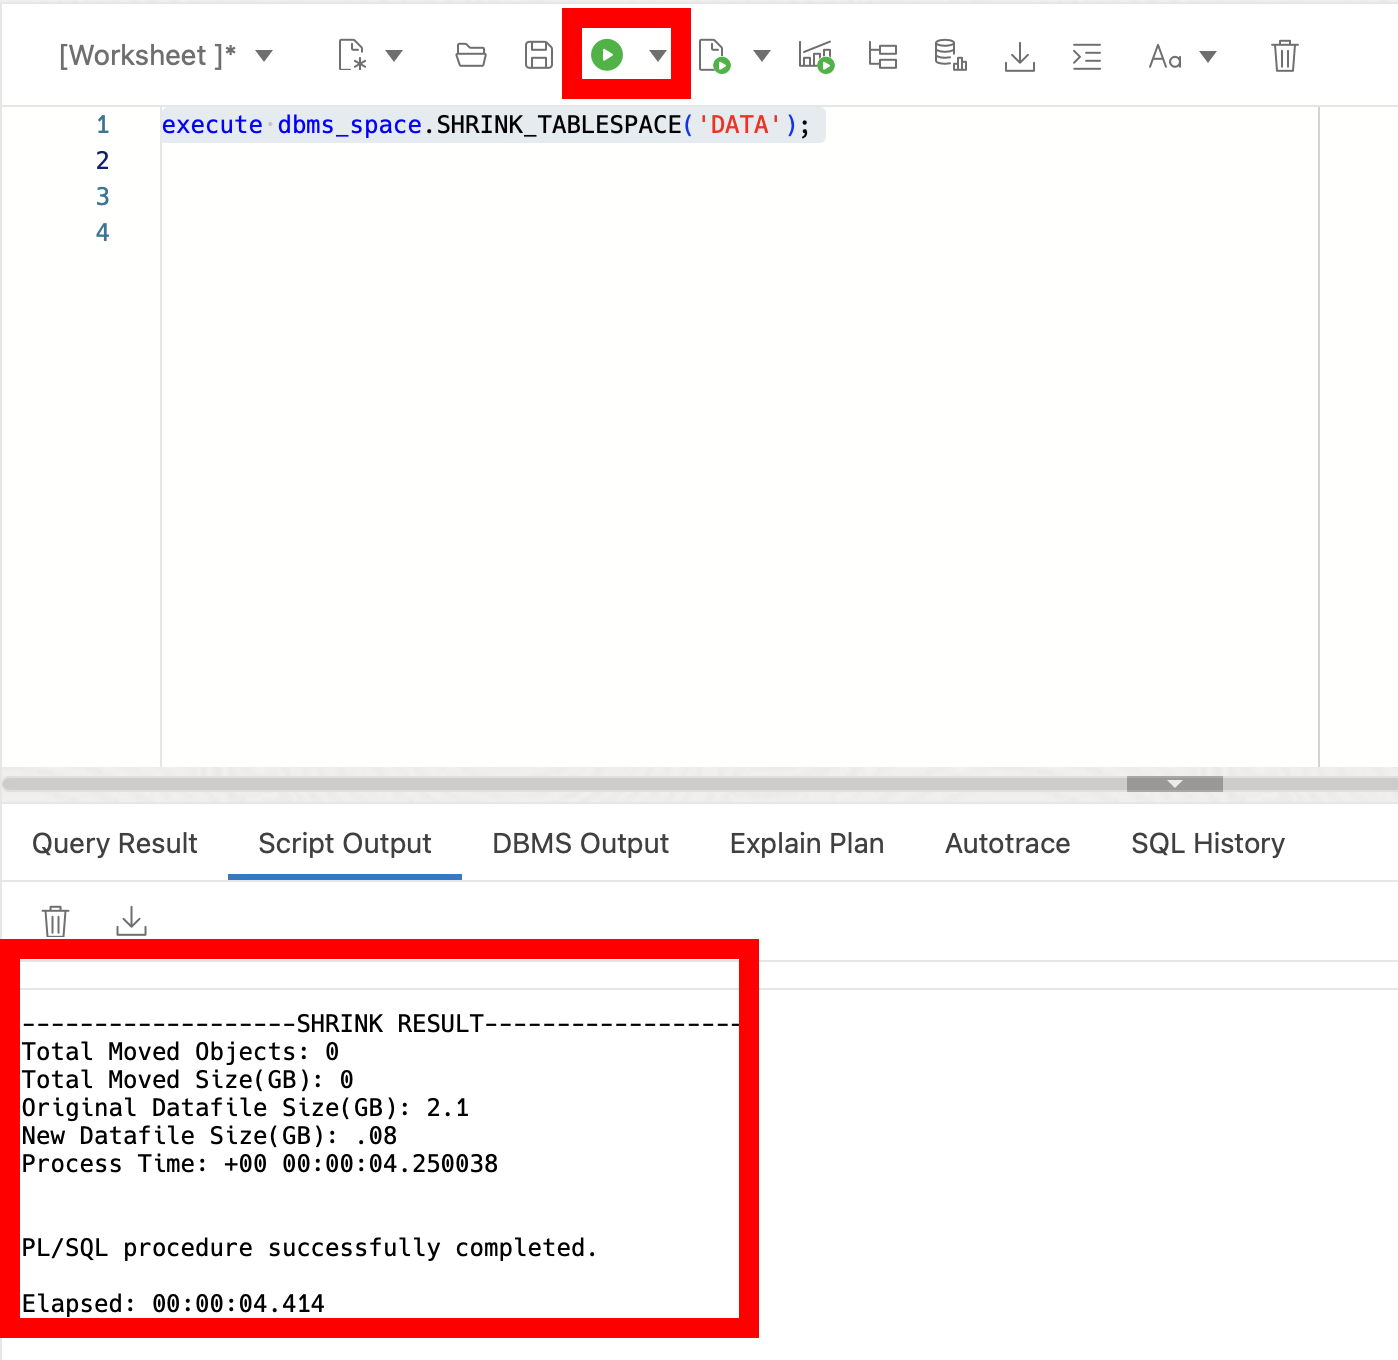 [Worksheet ]*
Aa
1 execute dbms_space.SHRINK_TABLESPACE('DATA');
2
3
4
Query Result Script Output DBMS Output Explain Plan Autotrace SQL History
-------------------SHRINK RESULT------------------
Total Moved Objects: 0
Total Moved Size(GB): 0
Original Datafile Size(GB): 2.1
New Datafile Size(GB): .08
Process Time: +00 00:00:04.250038
PL/SQL procedure successfully completed.
Elapsed: 00:00:04.414